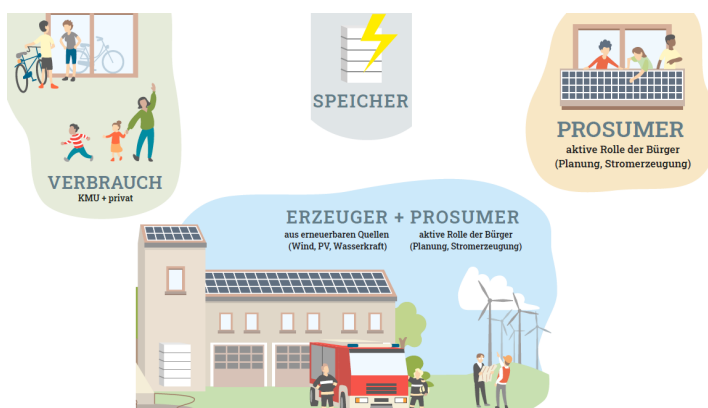 SPEICHER
PROSUMER
aktive Rolle der Bürger
(Planung, Stromerzeugung)
VERBRAUCH
KMU + privat
ERZEUGER + PROSUMER
aus erneuerbaren Quellen
(Wind, PV, Wasserkraft)
aktive Rolle der Bürger
(Planung, Stromerzeugung)